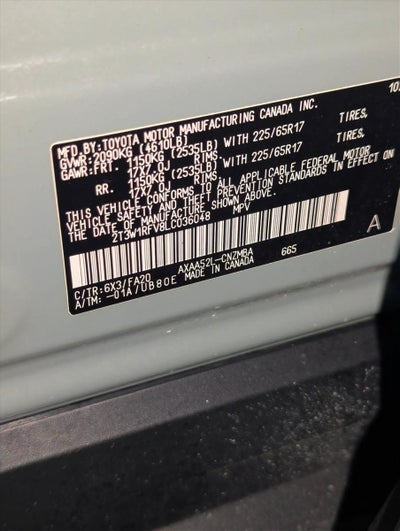 MFD.BY:TOYOTA MOTOR MANUFACTURING CANADA INC. 10
GVWR:2090KG (4610LB)
GAWR:FRT. 1150KG (2535LB) WITH 225/65R17 TIRES,
17X7.0J RIMS,
RR. 1150KG (2535LB) WITH 225/65R17 TIRES,
17X7.0J RIMS,
THIS VEHICLE CONFORMS TO ALL APPLICABLE FEDERAL MOTOR
VEHICLE SAFETY AND THEFT PREVENTION STANDARDS IN EFFECT ON
THE DATE OF MANUFACTURE SHOWN ABOVE.
2T3W1RFV8LC036048 MPV
A
C/TR:6X3/FA20 AXAA52L-CNZMBA 665
A/TM:-01A/UB80E MADE IN CANADA